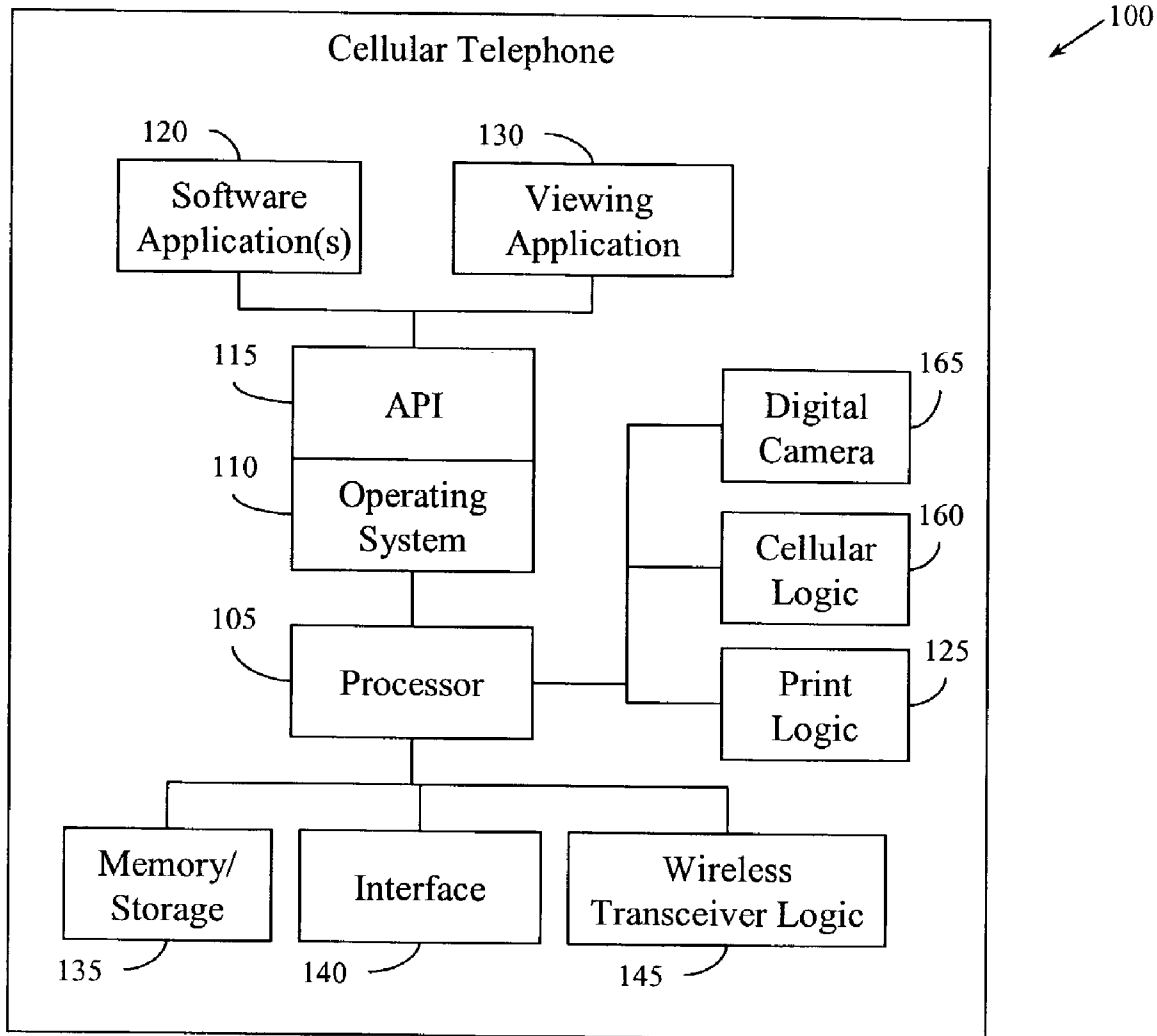 100
Cellular Telephone
120
130
Software
Application(s)
Viewing
Application
115
API
165
Digital
Camera
110
Operating
System
160
Cellular
Logic
105
Processor
125
Print
Logic
Memory/
Storage
Interface
Wireless
Transceiver Logic
135
140
145